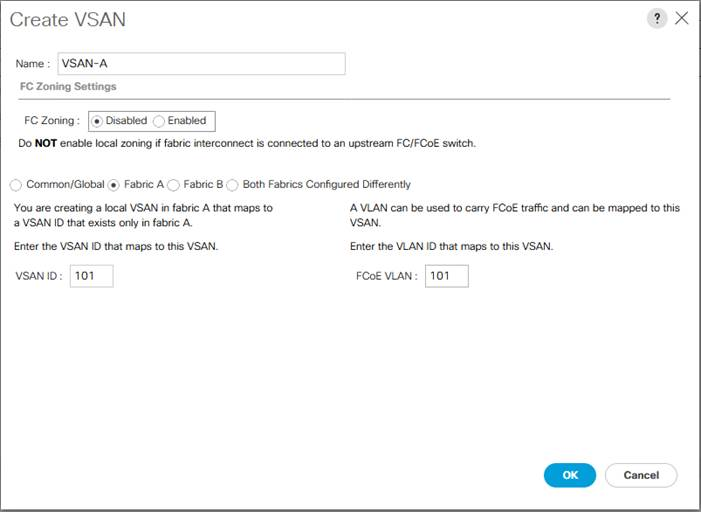 Create VSAN
?
Name : VSAN-A
FC Zoning Settings
FC Zoning : Disabled Enabled
Do NOT enable local zoning if fabric interconnect is connected to an upstream FC/FCoE switch.
Common/Global Fabric A Fabric B Both Fabrics Configured Differently
You are creating a local VSAN in fabric A that maps to
a VSAN ID that exists only in fabric A.
Enter the VSAN ID that maps to this VSAN.
VSAN ID : 101
A VLAN can be used to carry FCoE traffic and can be mapped to this
VSAN.
Enter the VLAN ID that maps to this VSAN.
FCoE VLAN : 101
OK Cancel